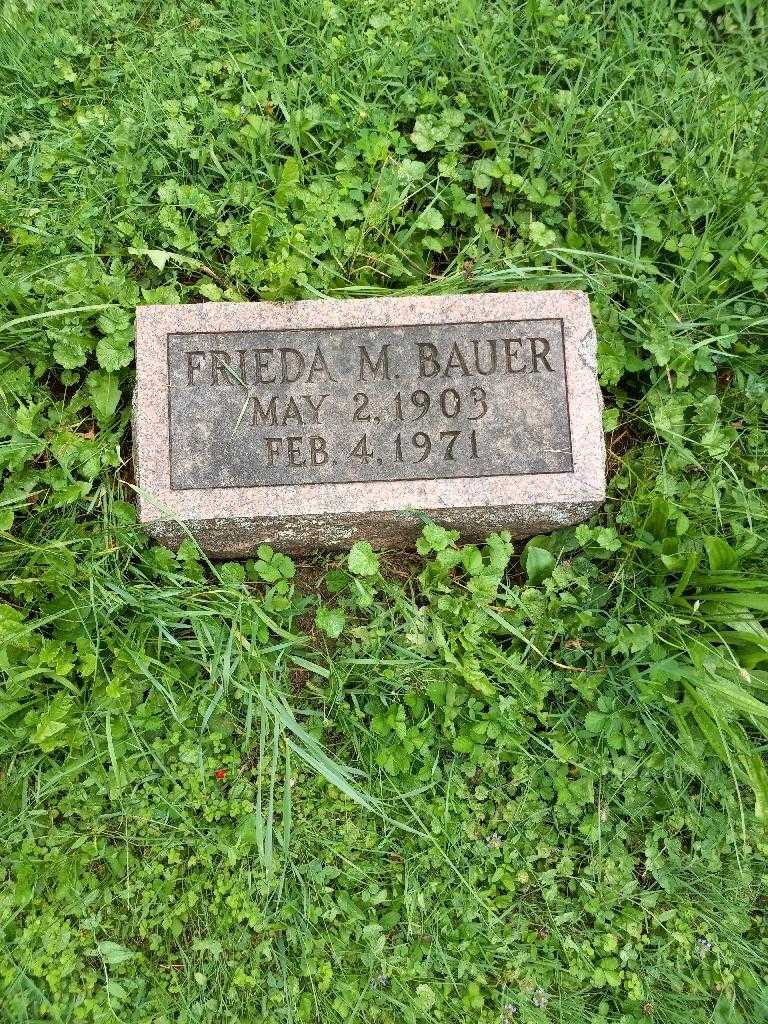 FRIEDA M. BAUER
MAY 2, 1903
FEB. 4, 1971